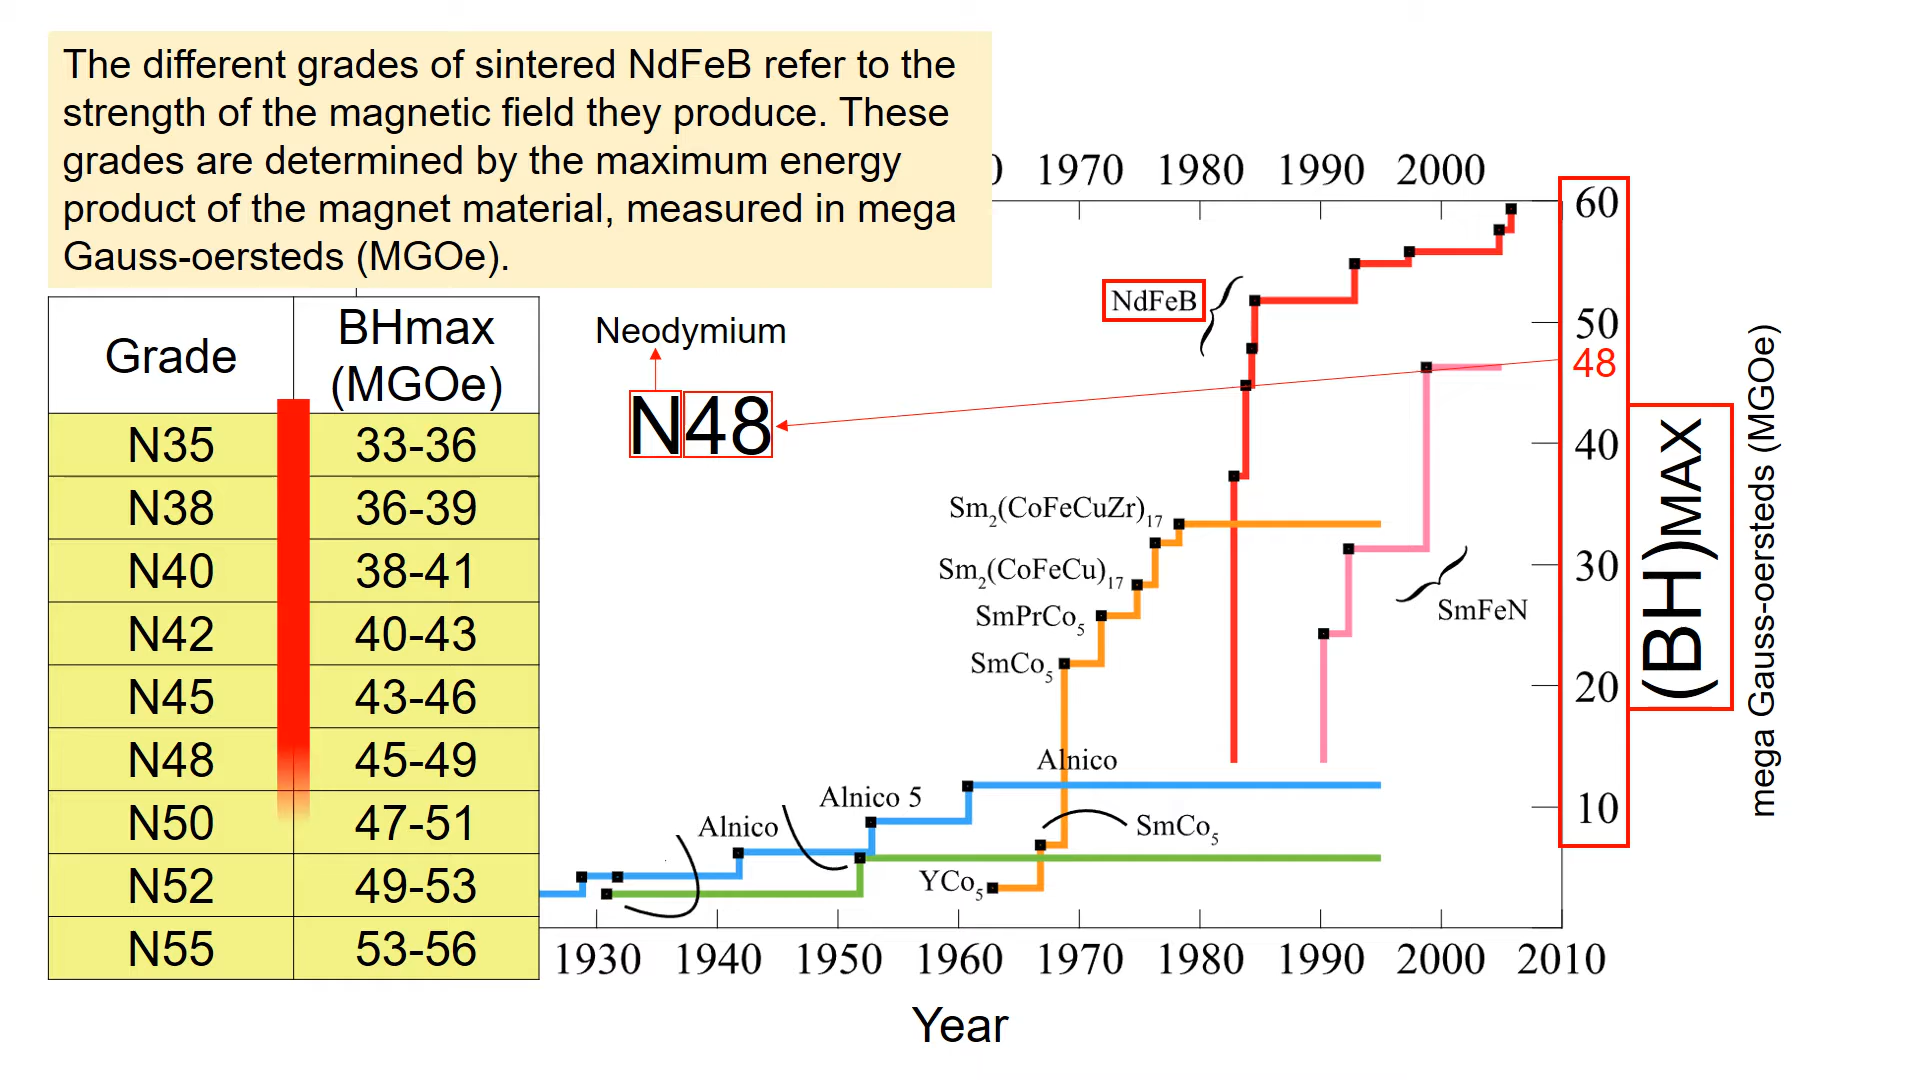 The different grades of sintered NdFeB refer to the
strength of the magnetic field they produce. These
grades are determined by the maximum energy
product of the magnet material, measured in mega
Gauss-oersteds (MGOe).
Grade BHmax (MGOe)
N35 33-36
N38 36-39
N40 38-41
N42 40-43
N45 43-46
N48 45-49
N50 47-51
N52 49-53
N55 53-56
Neodymium
N48
1970 1980 1990 2000
60
50
48
40
30
20
10
(BH)MAX
mega Gauss-oersteds (MGOe)
NdFeB
Sm2(CoFeCuZr)17
Sm2(CoFeCu)17
SmPrCo5
SmCo5
SmFeN
Alnico
Alnico 5
Alnico
SmCo5
YCo5
1930 1940 1950 1960 1970 1980 1990 2000 2010
Year